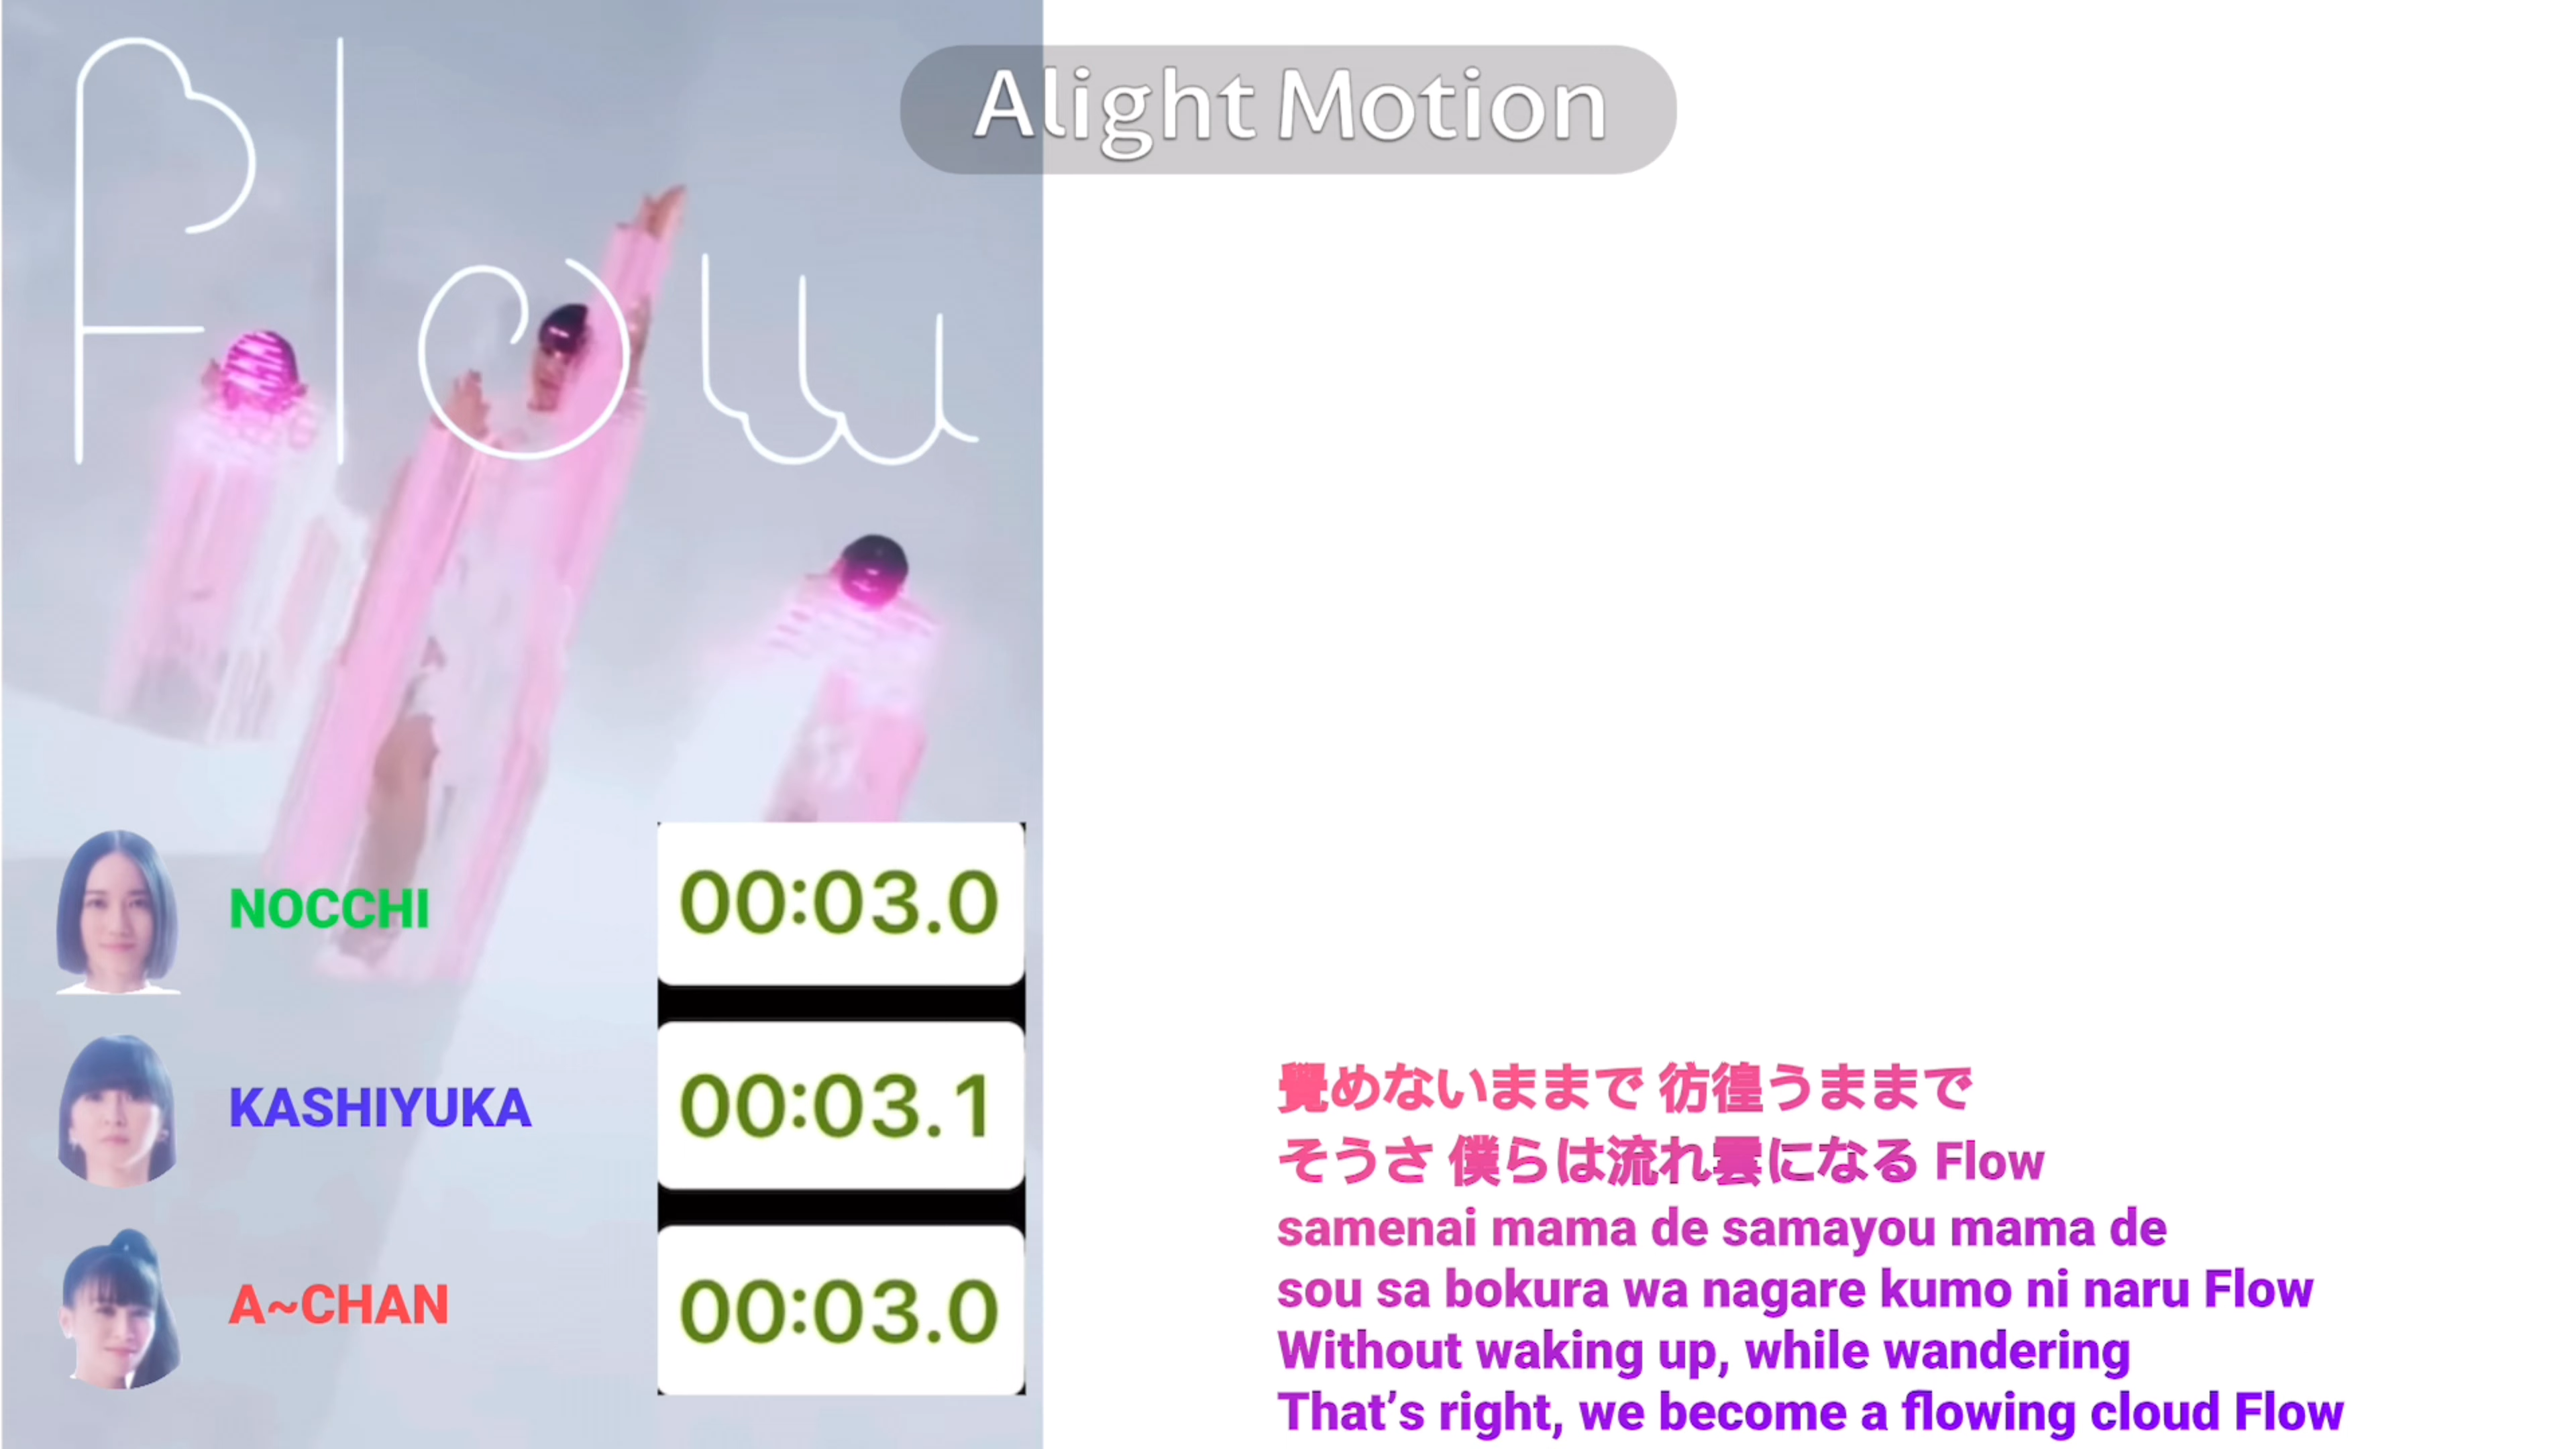 Flow
Alight Motion
NOCCHI
00:03.0
KASHIYUKA
00:03.1
A~CHAN
00:03.0
覺めないままで 彷徨うままで
そうさ 僕らは流れ雲になる Flow
samenai mama de samayou mama de
sou sa bokura wa nagare kumo ni naru Flow
Without waking up, while wandering
That’s right, we become a flowing cloud Flow